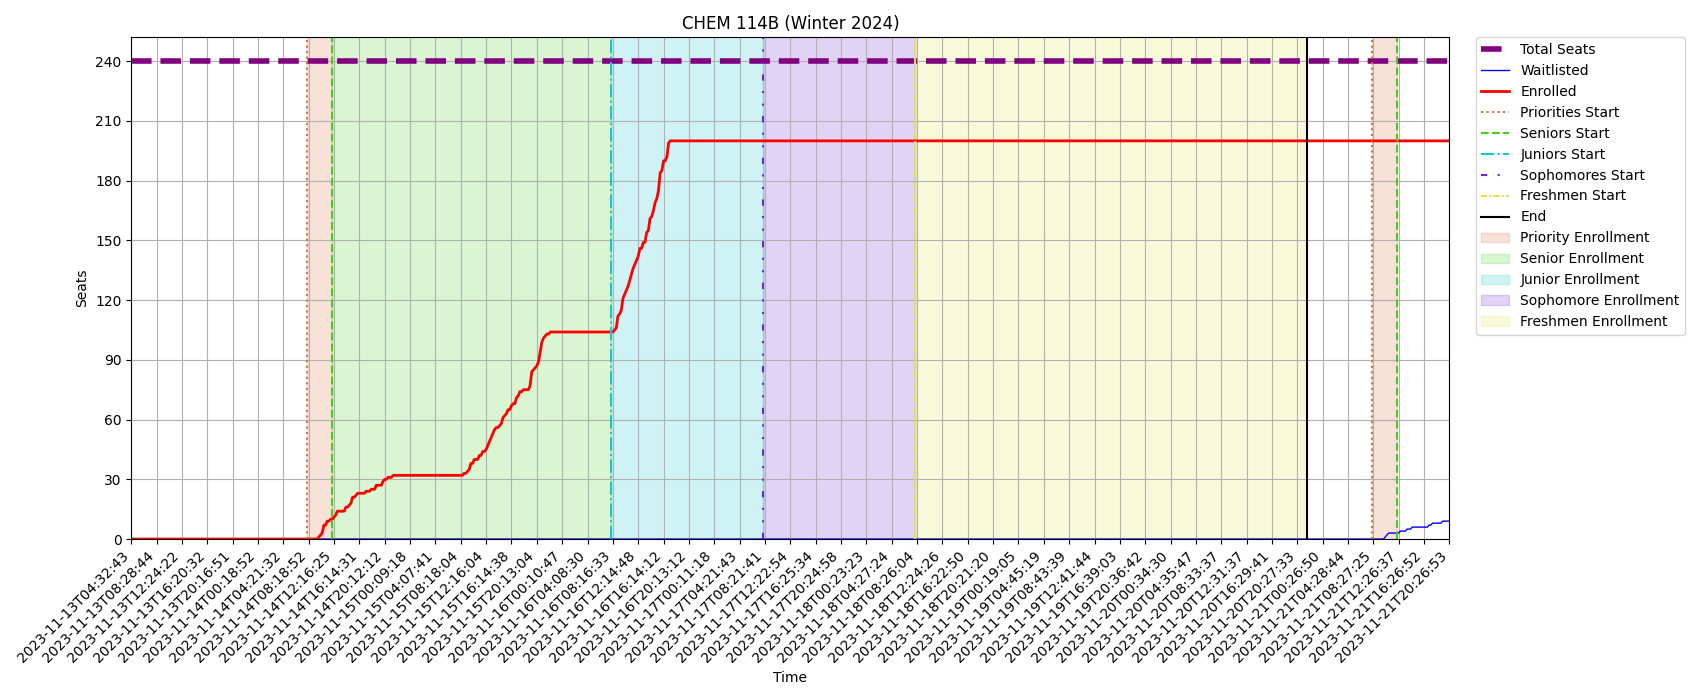 CHEM 114B (Winter 2024)
Seats
240
210
180
150
120
90
60
30
0
2023-11-13T04:32:43
2023-11-13T08:28:44
2023-11-13T12:24:22
2023-11-13T16:20:32
2023-11-13T20:16:51
2023-11-14T00:18:52
2023-11-14T04:21:32
2023-11-14T08:18:52
2023-11-14T12:16:25
2023-11-14T16:14:31
2023-11-14T20:12:12
2023-11-15T00:09:18
2023-11-15T04:07:41
2023-11-15T08:18:04
2023-11-15T12:16:04
2023-11-15T16:14:38
2023-11-15T20:13:04
2023-11-16T00:10:47
2023-11-16T04:08:30
2023-11-16T08:16:33
2023-11-16T12:14:48
2023-11-16T16:14:12
2023-11-16T20:13:12
2023-11-17T00:11:18
2023-11-17T04:21:43
2023-11-17T08:21:41
2023-11-17T12:22:54
2023-11-17T16:25:34
2023-11-17T20:24:58
2023-11-18T00:23:23
2023-11-18T04:27:24
2023-11-18T08:26:04
2023-11-18T12:24:26
2023-11-18T16:22:50
2023-11-18T20:21:20
2023-11-19T00:19:05
2023-11-19T04:45:19
2023-11-19T08:43:39
2023-11-19T12:41:44
2023-11-19T16:39:03
2023-11-19T20:36:42
2023-11-20T00:34:30
2023-11-20T04:35:47
2023-11-20T08:33:37
2023-11-20T12:31:37
2023-11-20T16:29:41
2023-11-20T20:27:33
2023-11-21T00:26:50
2023-11-21T04:28:44
2023-11-21T08:27:25
2023-11-21T12:26:37
2023-11-21T16:26:52
2023-11-21T20:26:53
Time
Total Seats
Waitlisted
Enrolled
Priorities Start
Seniors Start
Juniors Start
Sophomores Start
Freshmen Start
End
Priority Enrollment
Senior Enrollment
Junior Enrollment
Sophomore Enrollment
Freshmen Enrollment